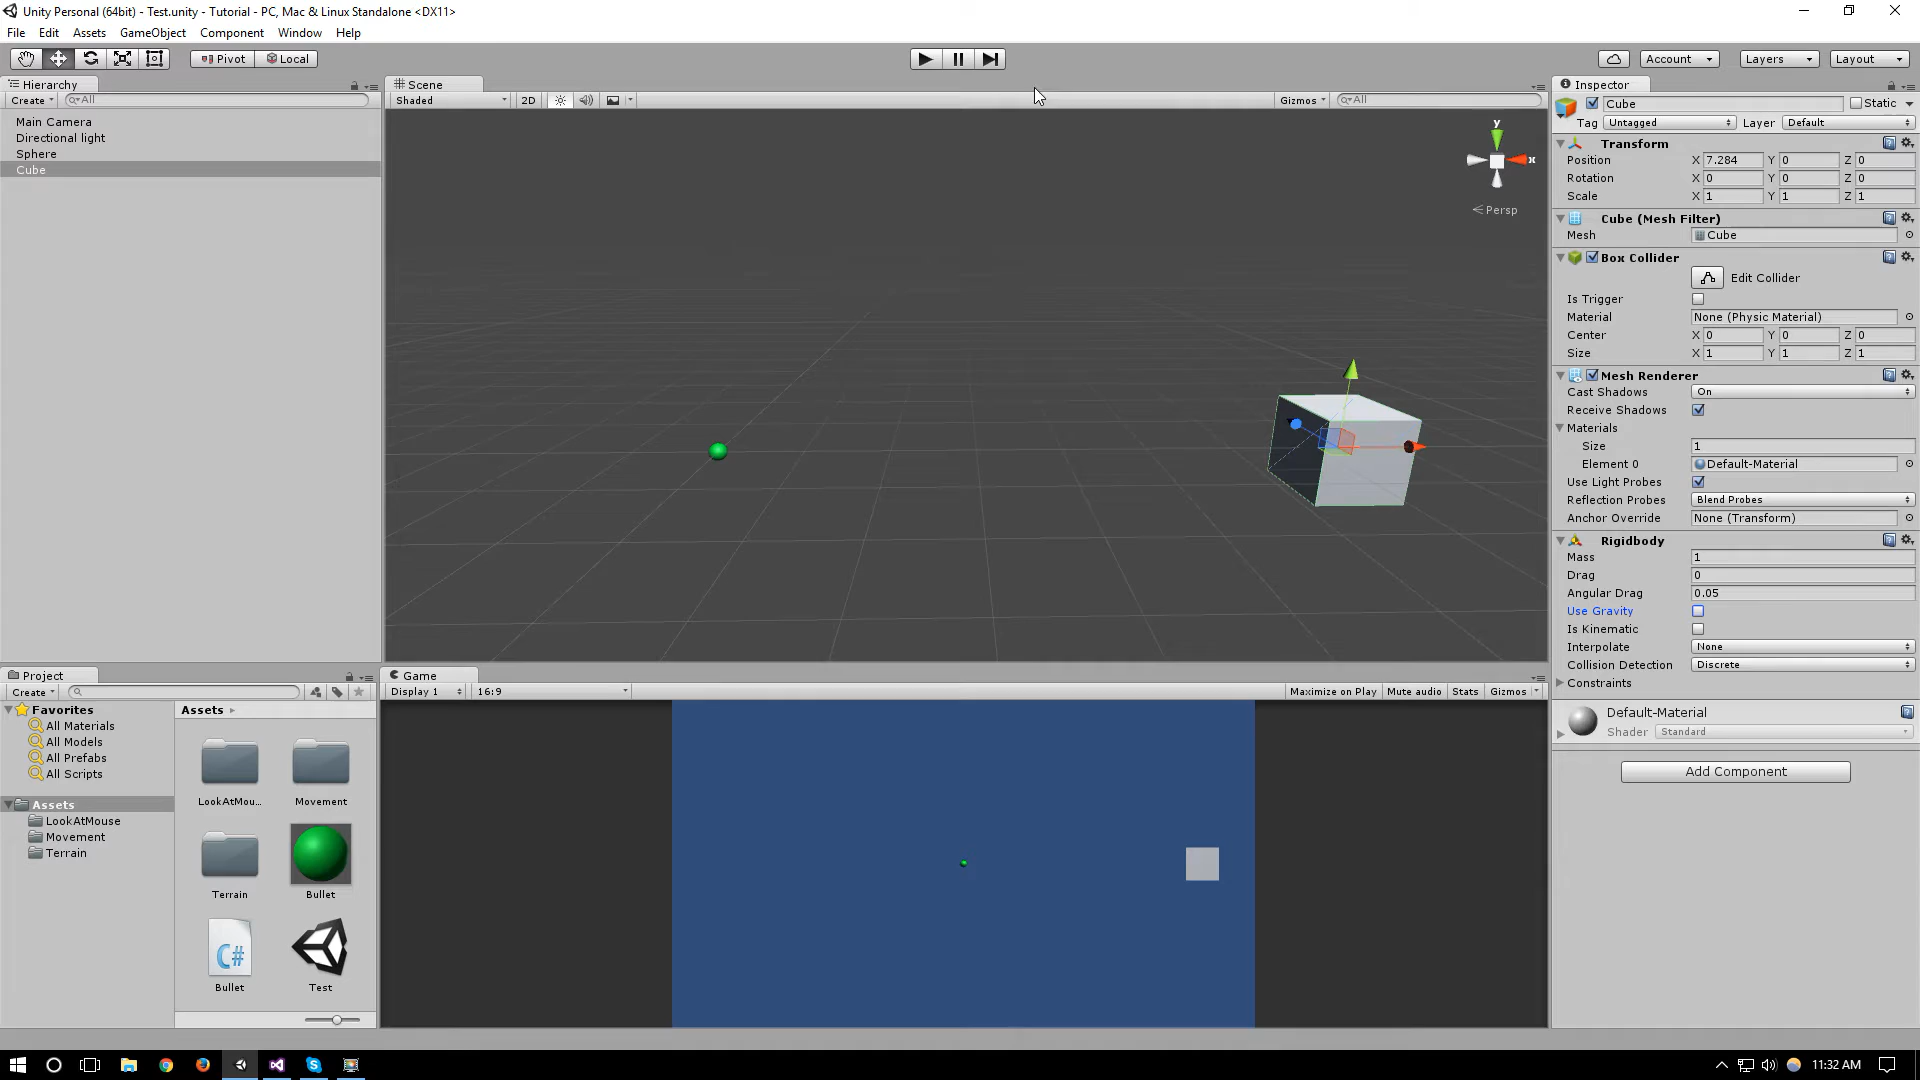 Unity Personal (64bit) - Test.unity - Tutorial - PC, Mac & Linux Standalone <DX11>
File Edit Assets GameObject Component Window Help
Pivot Local Account Layers Layout
Hierarchy
Create All
Main Camera
Directional light
Sphere
Cube
Scene
Shaded 2D Gizmos All
y
x
Persp
Inspector
Cube Static
Tag Untagged Layer Default
Transform
Position X 7.284 Y 0 Z 0
Rotation X 0 Y 0 Z 0
Scale X 1 Y 1 Z 1
Cube (Mesh Filter)
Mesh Cube
Box Collider
Edit Collider
Is Trigger
Material None (Physic Material)
Center X 0 Y 0 Z 0
Size X 1 Y 1 Z 1
Mesh Renderer
Cast Shadows On
Receive Shadows
Materials
Size 1
Element 0 Default-Material
Use Light Probes
Reflection Probes Blend Probes
Anchor Override None (Transform)
Rigidbody
Mass 1
Drag 0
Angular Drag 0.05
Use Gravity
Is Kinematic
Interpolate None
Collision Detection Discrete
Constraints
Default-Material
Shader Standard
Add Component
Project
Create
Favorites
All Materials
All Models
All Prefabs
All Scripts
Assets
LookAtMouse
Movement
Terrain
Assets
LookAtMou...
Movement
Terrain
Bullet
C#
Bullet
Test
Game
Display 1 16:9 Maximize on Play Mute audio Stats Gizmos
11:32 AM